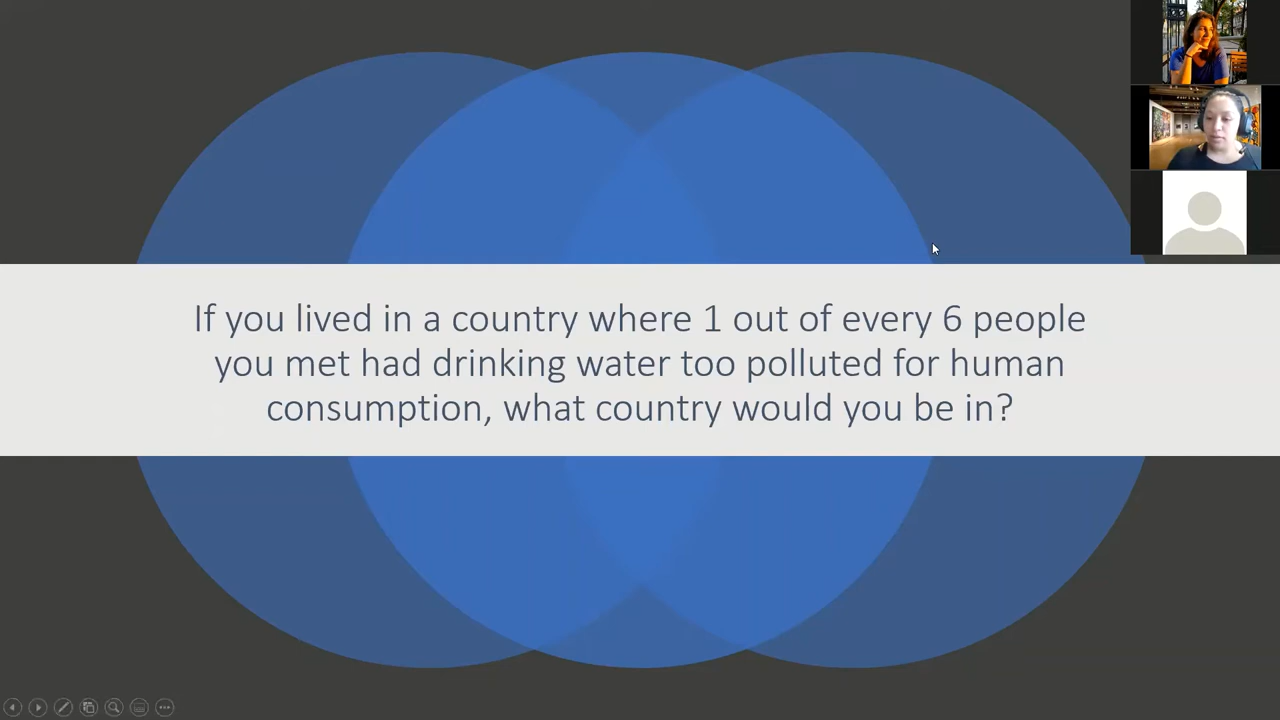 If you lived in a country where 1 out of every 6 people
you met had drinking water too polluted for human
consumption, what country would you be in?